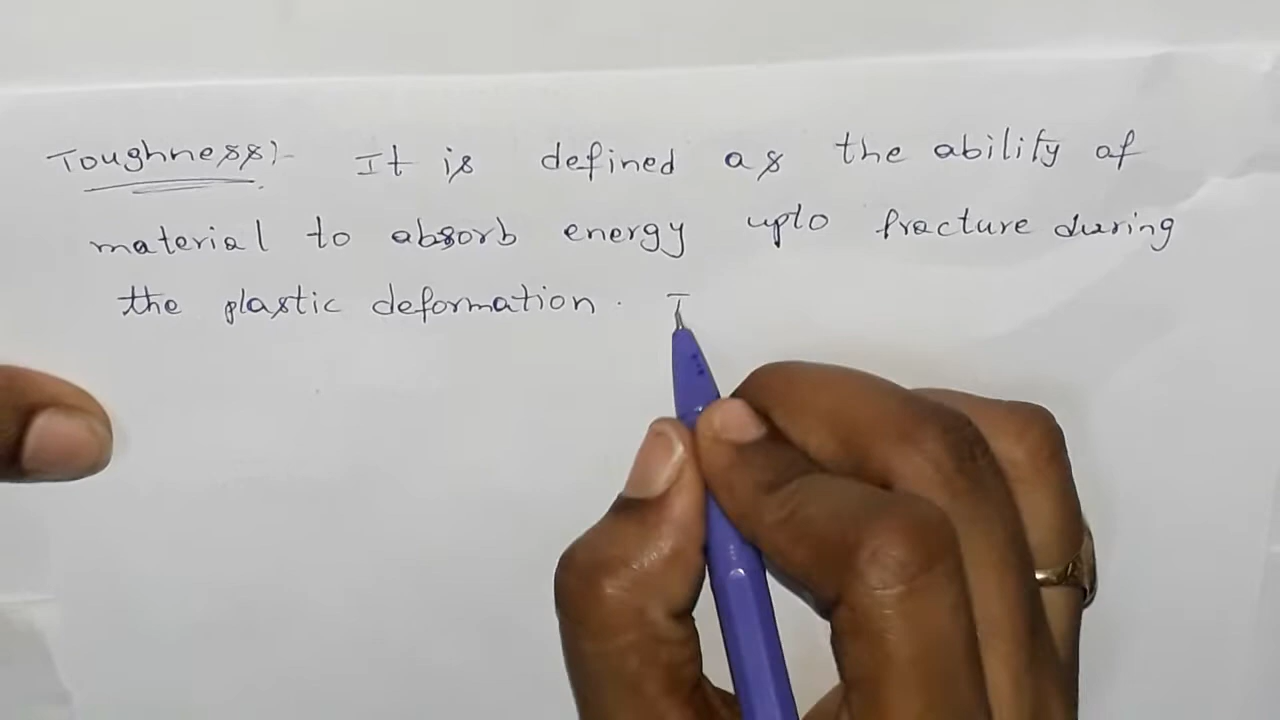 Toughness:- It is defined as the ability of
material to absorb energy upto fracture during
the plastic deformation. I